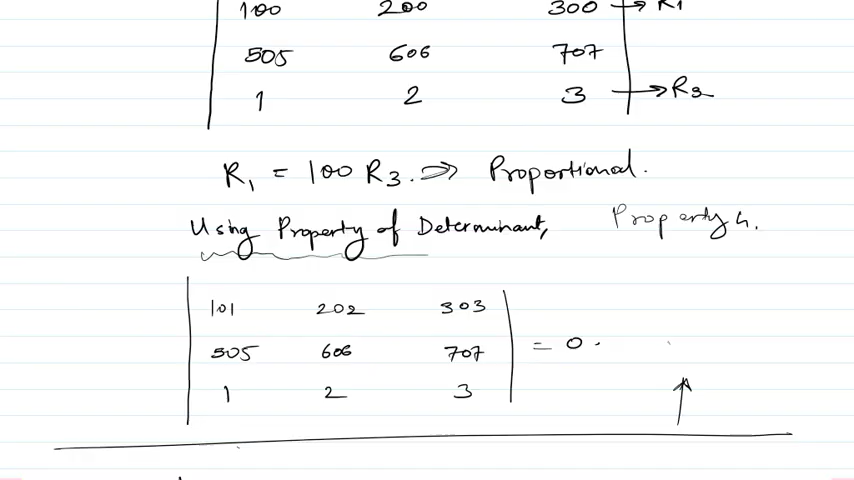 100 200 300 → R1
505 606 707
1 2 3 → R3
R1 = 100 R3. ⇒ Proportional.
Using Property of Determinant, Property 4.
101 202 303
505 606 707 = 0.
1 2 3